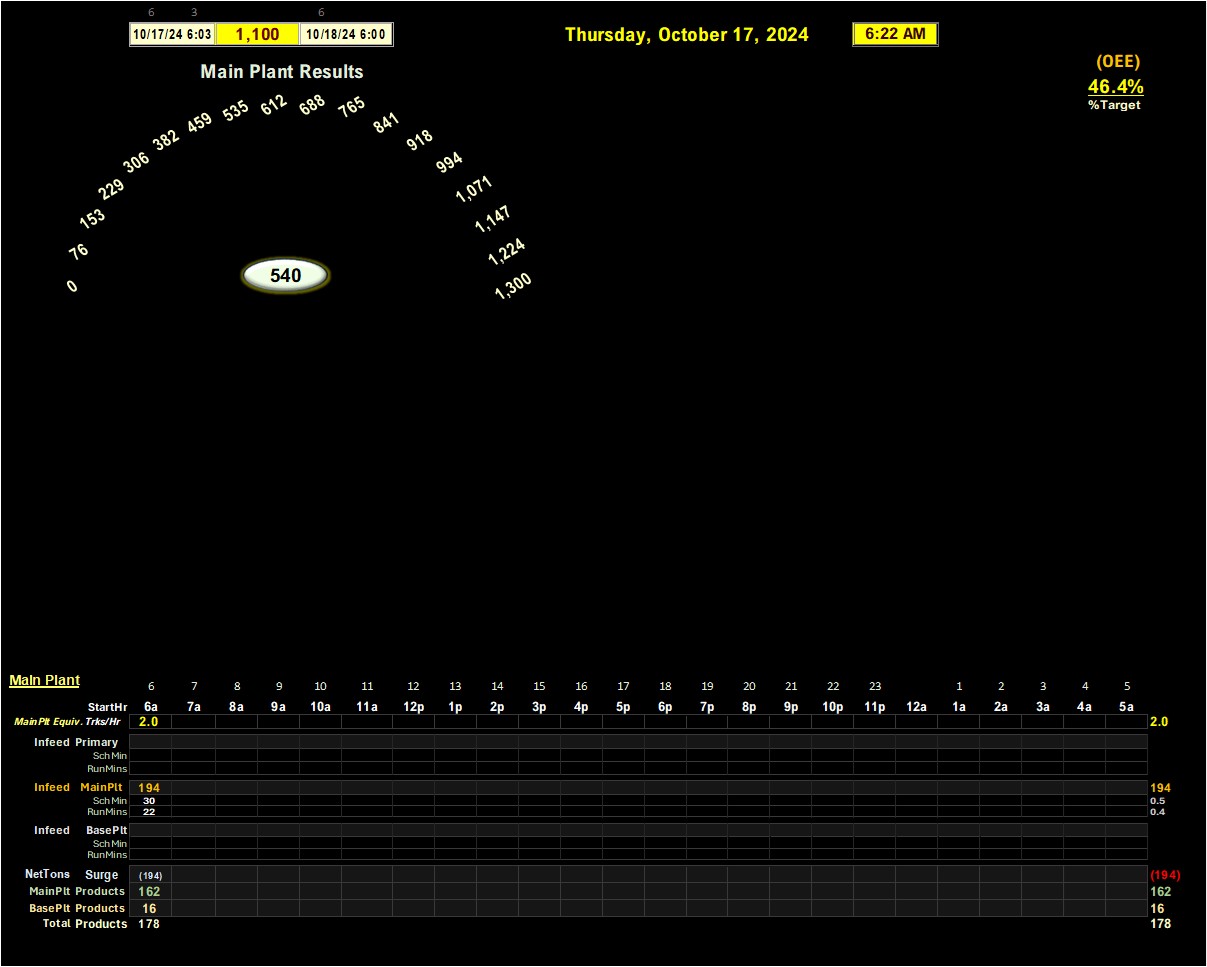 6 3 6
10/17/24 6:03 1,100 10/18/24 6:00 Thursday, October 17, 2024 6:22 AM
(OEE)
46.4%
%Target
Main Plant Results
0 76 153 229 306 382 459 535 612 688 765 841 918 994 1,071 1,147 1,224 1,300
540
Main Plant
6 7 8 9 10 11 12 13 14 15 16 17 18 19 20 21 22 23 1 2 3 4 5
StartHr 6a 7a 8a 9a 10a 11a 12p 1p 2p 3p 4p 5p 6p 7p 8p 9p 10p 11p 12a 1a 2a 3a 4a 5a
MainPlt Equiv. Trks/Hr 2.0 2.0
Infeed Primary
SchMin
RunMins
Infeed MainPlt 194 194
SchMin 30 0.5
RunMins 22 0.4
Infeed BasePlt
SchMin
RunMins
NetTons Surge (194) (194)
MainPlt Products 162 162
BasePlt Products 16 16
Total Products 178 178